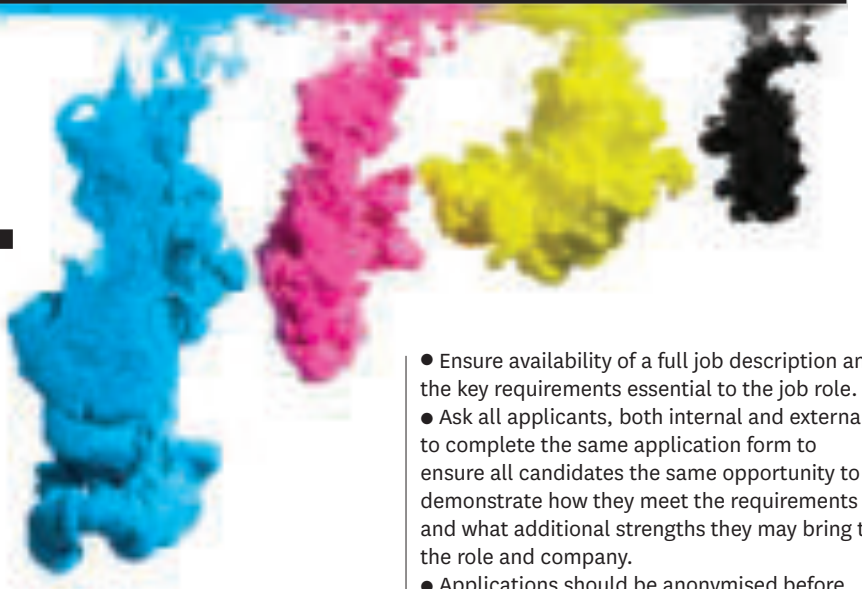 ● Ensure availability of a full job description an
the key requirements essential to the job role.
● Ask all applicants, both internal and externa
to complete the same application form to
ensure all candidates the same opportunity to
demonstrate how they meet the requirements
and what additional strengths they may bring t
the role and company.
● Applications should be anonymised before